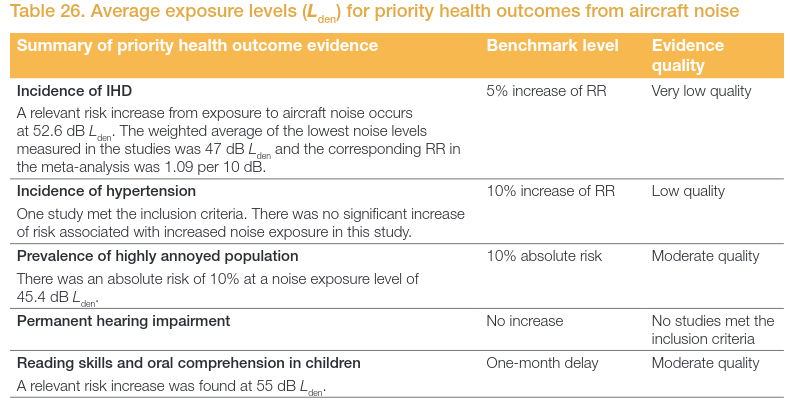 Table 26. Average exposure levels (Lden) for priority health outcomes from aircraft noise
Summary of priority health outcome evidence Benchmark level Evidence
quality
Incidence of IHD 5% increase of RR Very low quality
A relevant risk increase from exposure to aircraft noise occurs
at 52.6 dB Lden. The weighted average of the lowest noise levels
measured in the studies was 47 dB Lden and the corresponding RR in
the meta-analysis was 1.09 per 10 dB.
Incidence of hypertension 10% increase of RR Low quality
One study met the inclusion criteria. There was no significant increase
of risk associated with increased noise exposure in this study.
Prevalence of highly annoyed population 10% absolute risk Moderate quality
There was an absolute risk of 10% at a noise exposure level of
45.4 dB Lden.
Permanent hearing impairment No increase No studies met the
inclusion criteria
Reading skills and oral comprehension in children One-month delay Moderate quality
A relevant risk increase was found at 55 dB Lden.